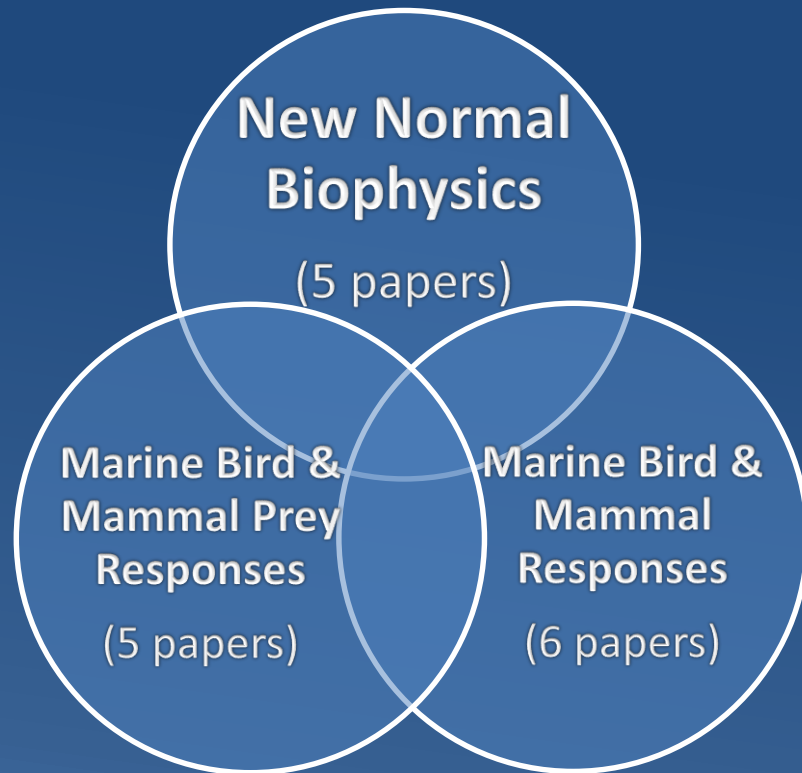 New Normal
Biophysics
(5 papers)
Marine Bird &
Mammal Prey
Responses
(5 papers)
Marine Bird &
Mammal
Responses
(6 papers)